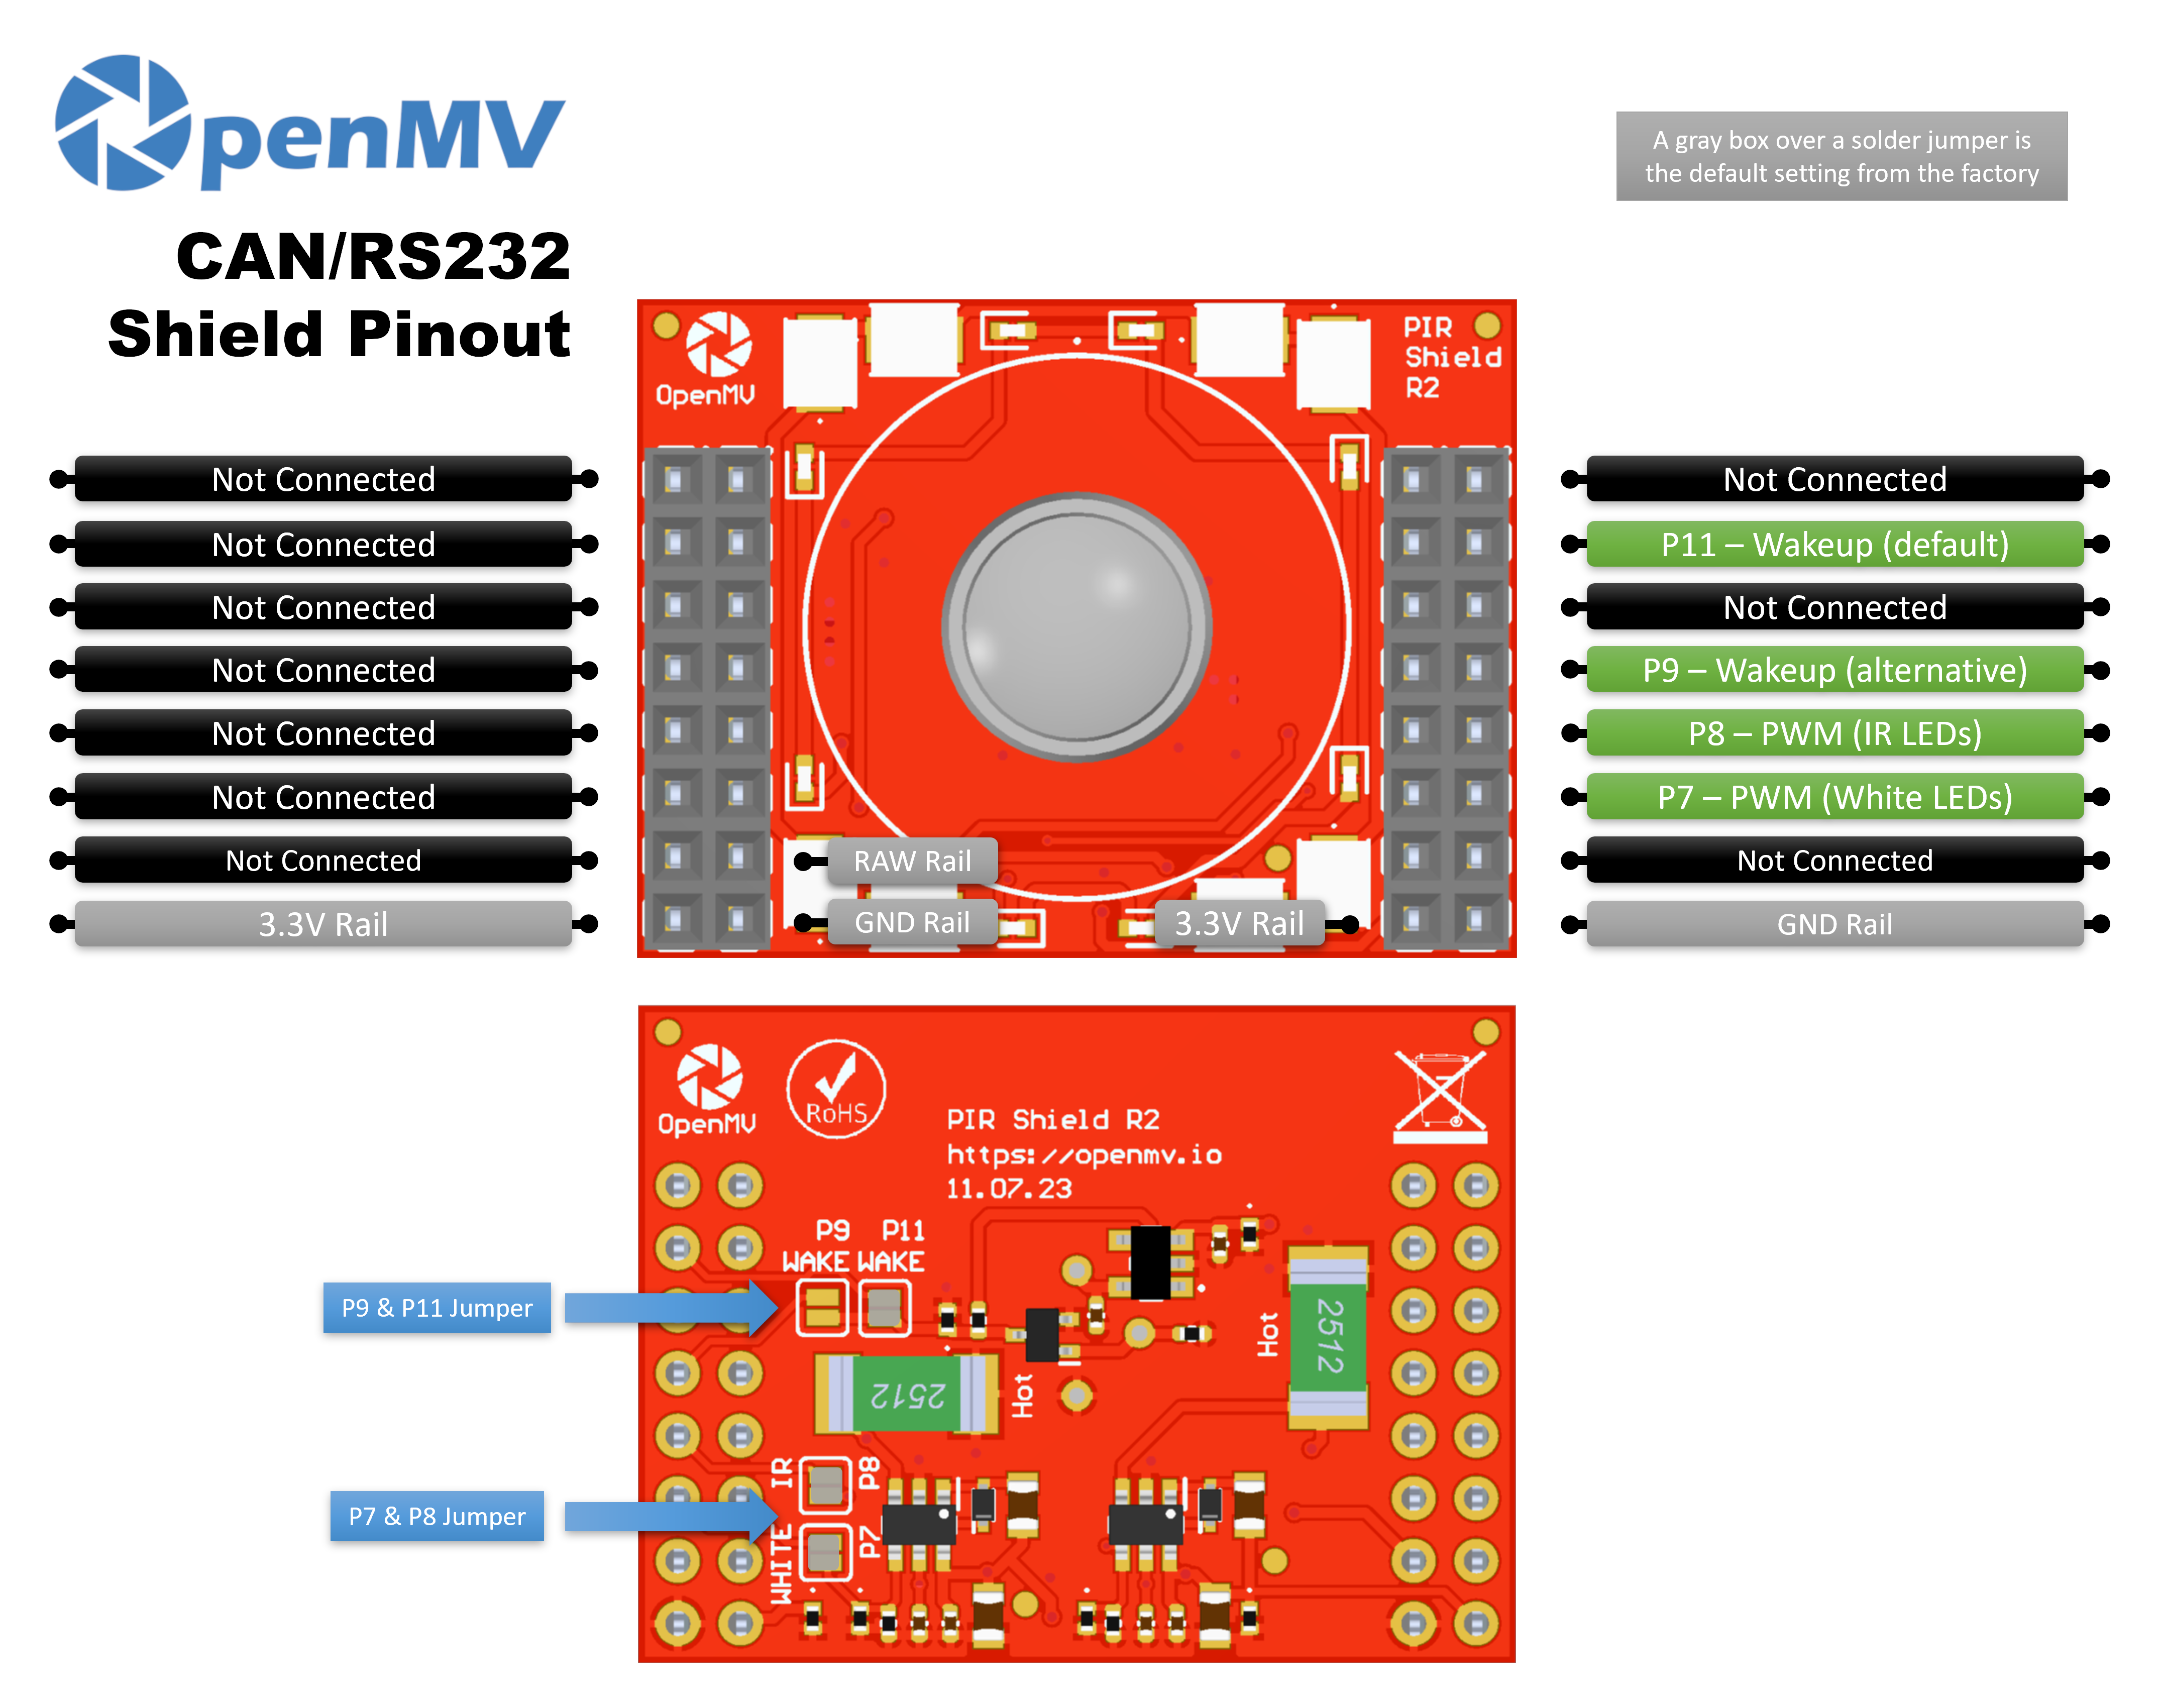 OpenMV
CAN/RS232
Shield Pinout
A gray box over a solder jumper is
the default setting from the factory
OpenMV
PIR
Shield
R2
Not Connected
Not Connected
Not Connected
Not Connected
Not Connected
Not Connected
Not Connected
3.3V Rail
RAW Rail
GND Rail
3.3V Rail
Not Connected
P11 – Wakeup (default)
Not Connected
P9 – Wakeup (alternative)
P8 – PWM (IR LEDs)
P7 – PWM (White LEDs)
Not Connected
GND Rail
OpenMV
RoHS
PIR Shield R2
https://openmv.io
11.07.23
P9 P11
WAKE WAKE
P9 & P11 Jumper
2512
Hot
2512
Hot
IR
P8
P7 & P8 Jumper
WHITE
P7